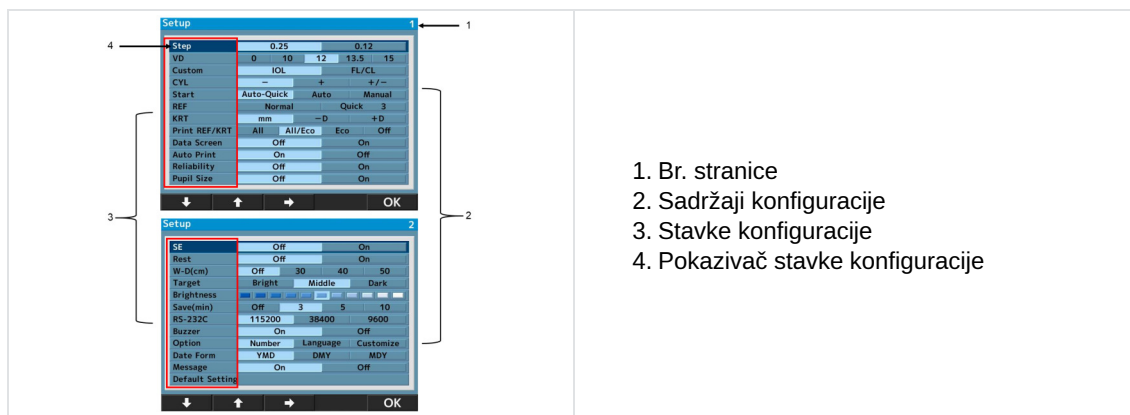 Setup 1
1
4
Step 0.25 0.12
VD 0 10 12 13.5 15
Custom IOL FL/CL
CYL − + +/−
Start Auto-Quick Auto Manual
REF Normal Quick 3
KRT mm −D +D
Print REF/KRT All All/Eco Eco Off
Data Screen Off On
Auto Print On Off
Reliability Off On
Pupil Size Off On
OK
3
2
Setup 2
SE Off On
Rest Off On
W-D(cm) Off 30 40 50
Target Bright Middle Dark
Brightness
Save(min) Off 3 5 10
RS-232C 115200 38400 9600
Buzzer On Off
Option Number Language Customize
Date Form YMD DMY MDY
Message On Off
Default Setting
OK
1. Br. stranice
2. Sadržaji konfiguracije
3. Stavke konfiguracije
4. Pokazivač stavke konfiguracije